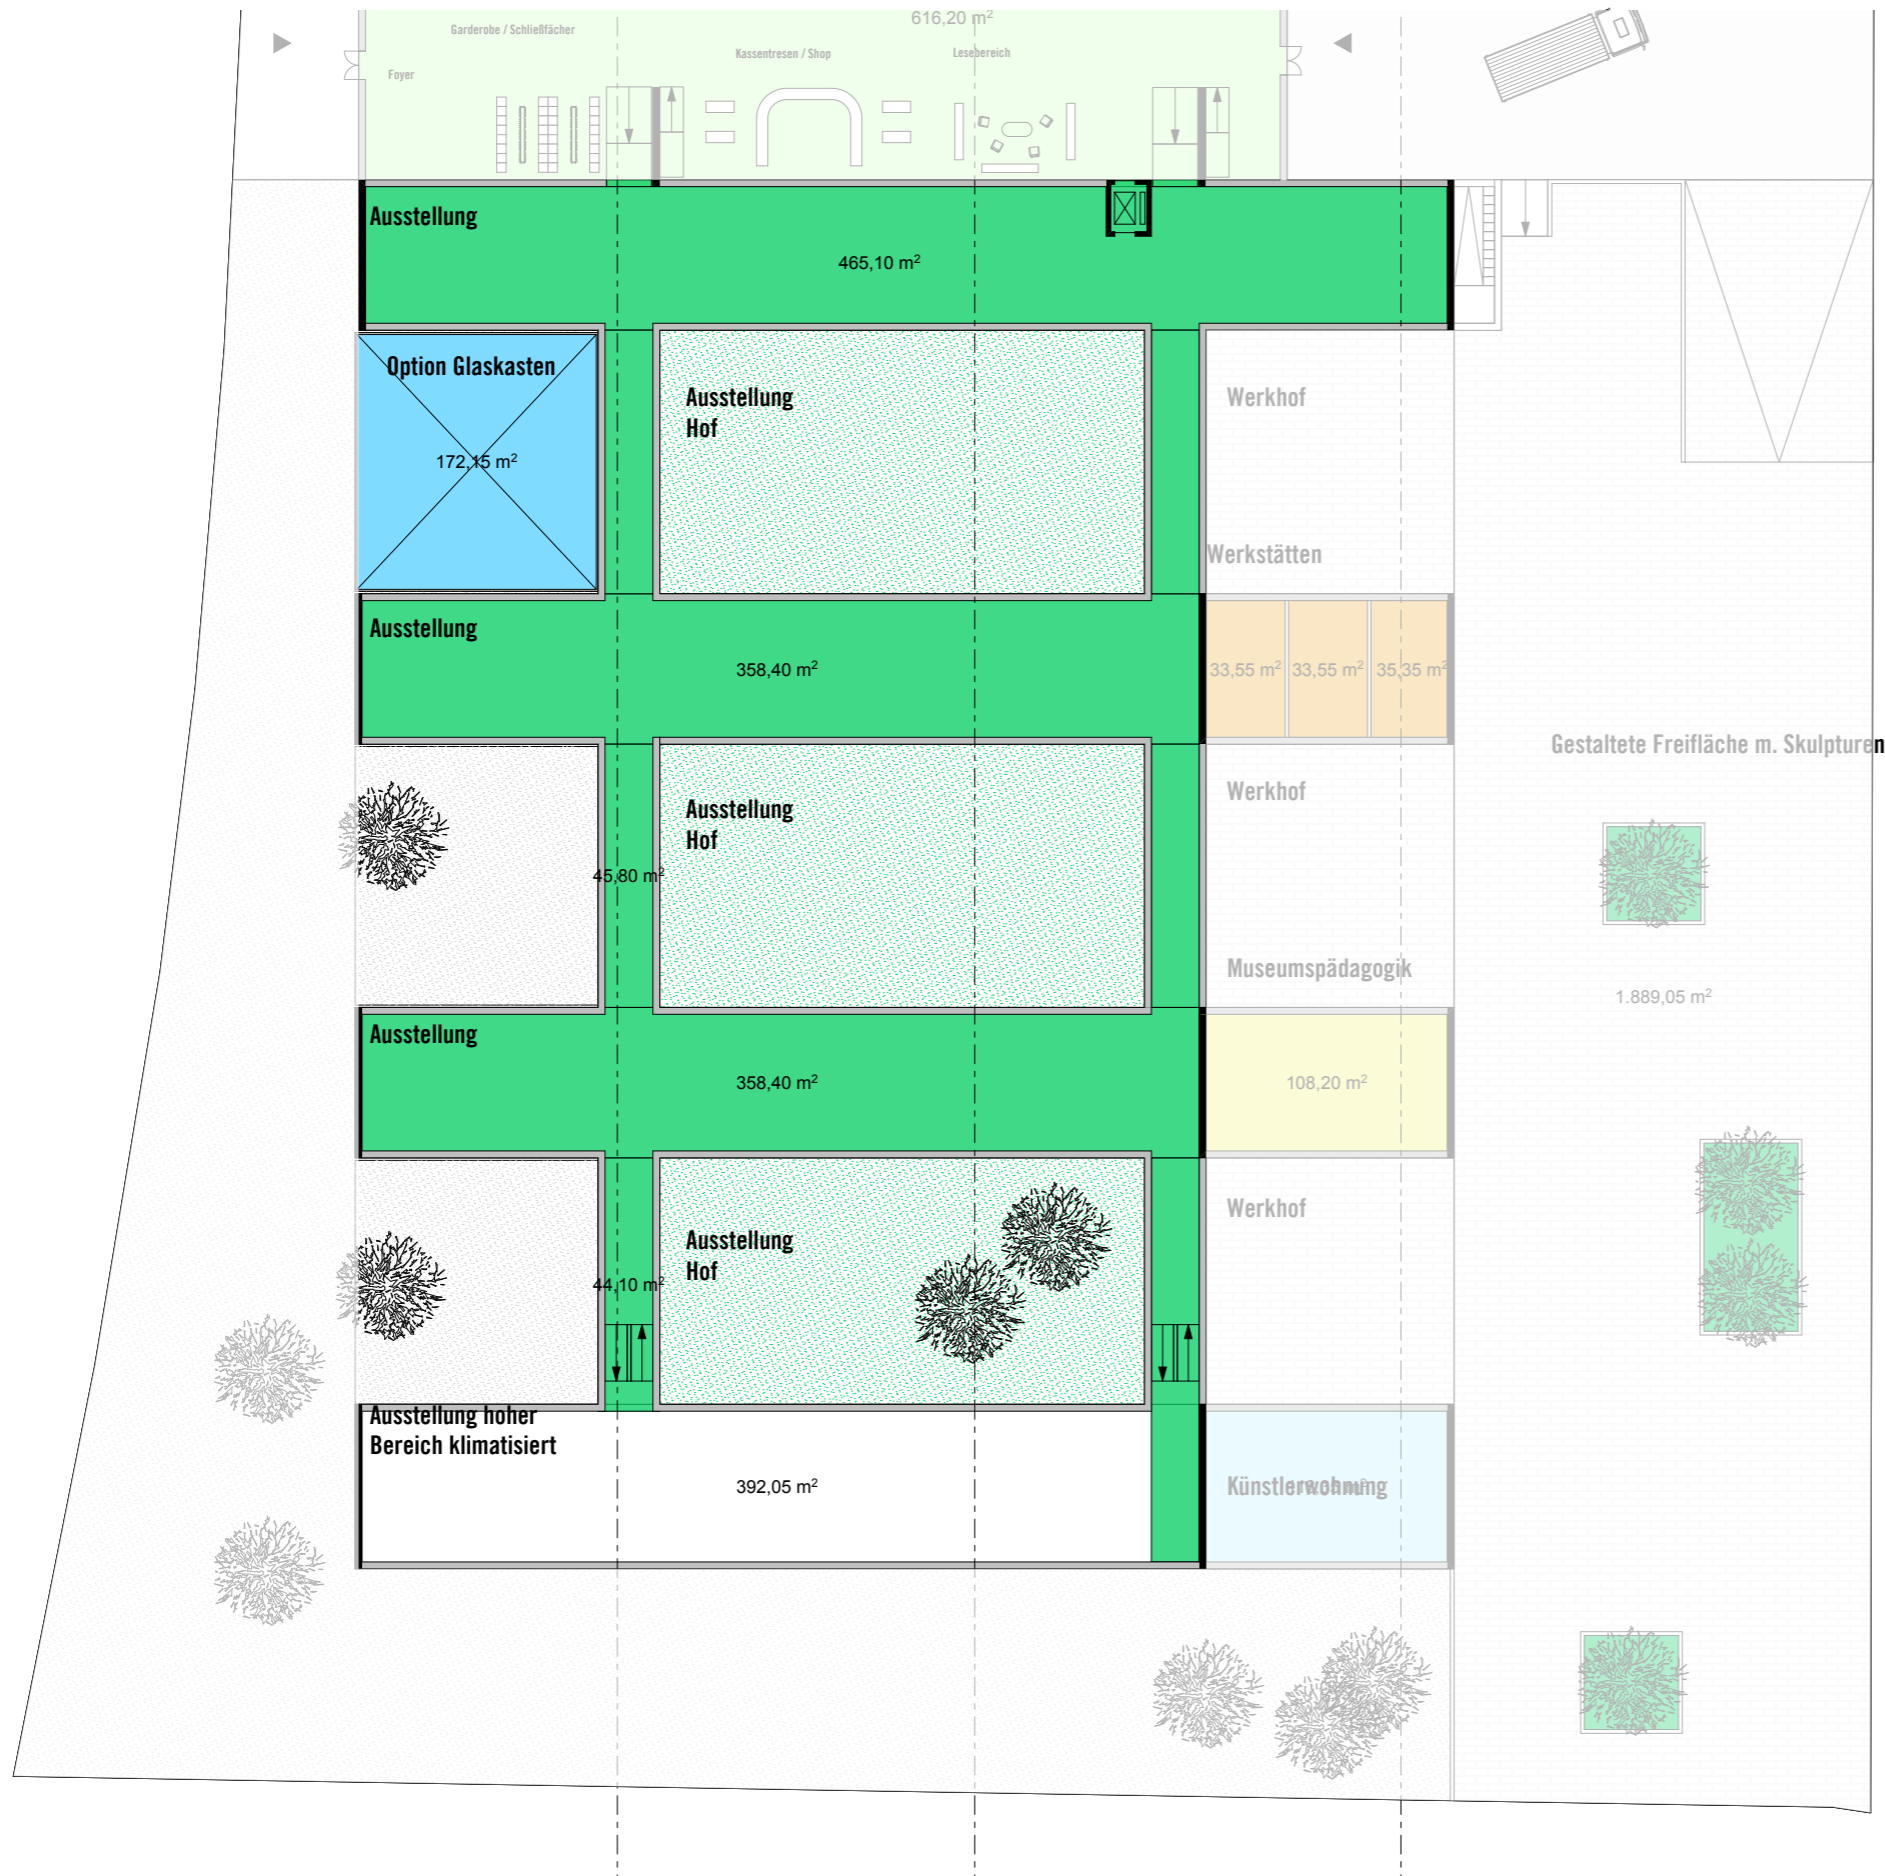 616,20 m²
Garderobe / Schließfächer
Kassentresen / Shop
Lesebereich
Foyer
Ausstellung
465,10 m²
Option Glaskasten
172,15 m²
Ausstellung
Hof
Werkhof
Werkstätten
Ausstellung
358,40 m²
33,55 m²
33,55 m²
35,35 m²
Gestaltete Freifläche m. Skulpturen
Ausstellung
Hof
Werkhof
45,80 m²
Museumspädagogik
1.889,05 m²
Ausstellung
358,40 m²
108,20 m²
Werkhof
Ausstellung
Hof
44,10 m²
Ausstellung hoher
Bereich klimatisiert
392,05 m²
Künstlerwohnung